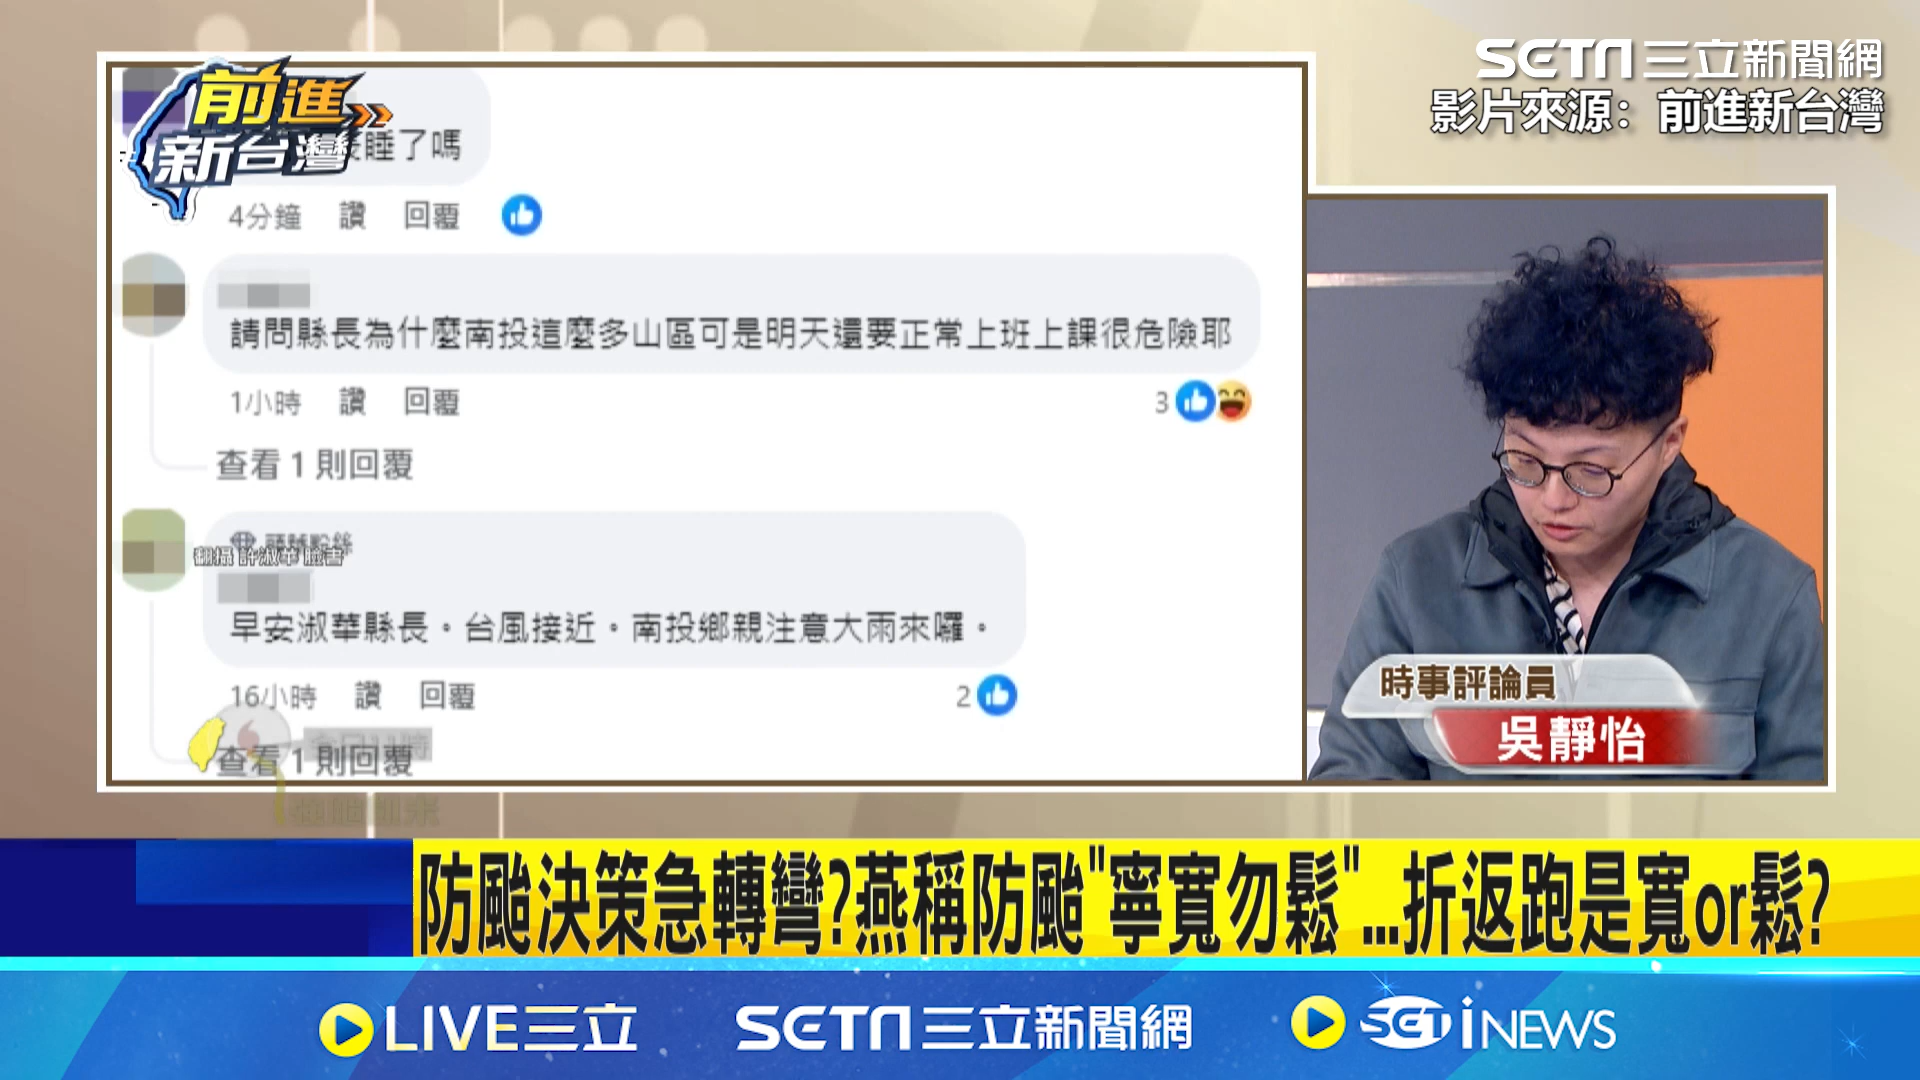 SETN三立新聞網
影片來源：前進新台灣
前進
新台灣
睡了嗎
4分鐘 讚 回覆
請問縣長為什麼南投這麼多山區可是明天還要正常上班上課很危險耶
1小時 讚 回覆 3
查看 1 則回覆
頭號粉絲
翻攝 許淑華 臉書
早安淑華縣長。台風接近。南投鄉親注意大雨來囉。
16小時 讚 回覆 2
查看 1 則回覆
時事評論員
吳靜怡
防颱決策急轉彎?燕稱防颱"寧寬勿鬆"...折返跑是寬or鬆?
LIVE三立 SETN三立新聞網 SETiNEWS